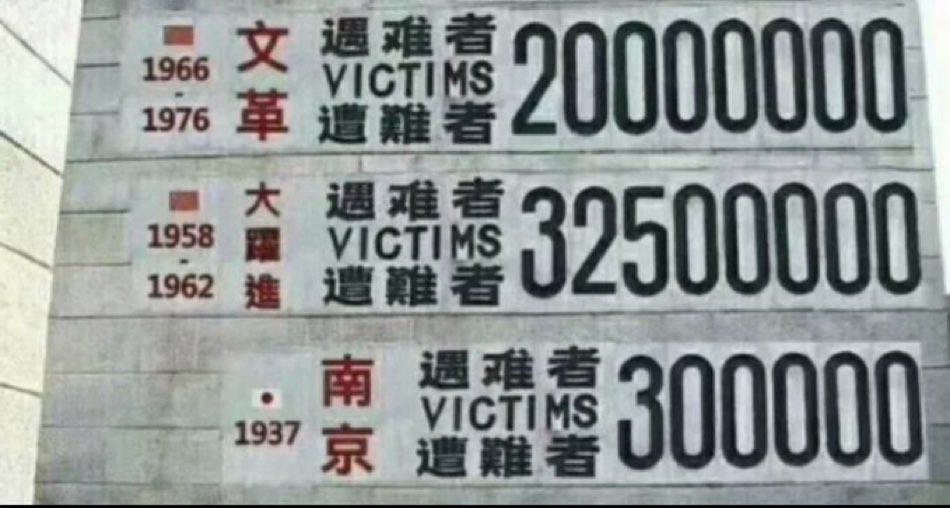 1966
-
1976
文革
遇难者
VICTIMS
遭難者
20000000
1958
-
1962
大躍進
遇难者
VICTIMS
遭難者
32500000
1937
南京
遇难者
VICTIMS
遭難者
300000